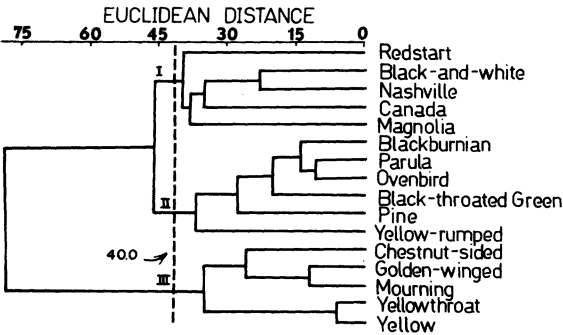 EUCLIDEAN DISTANCE
75 60 45 30 15 0
Redstart
I
Black-and-white
Nashville
Canada
Magnolia
Blackburnian
Parula
Ovenbird
II
Black-throated Green
Pine
Yellow-rumped
40.0
Chestnut-sided
Golden-winged
III
Mourning
Yellowthroat
Yellow